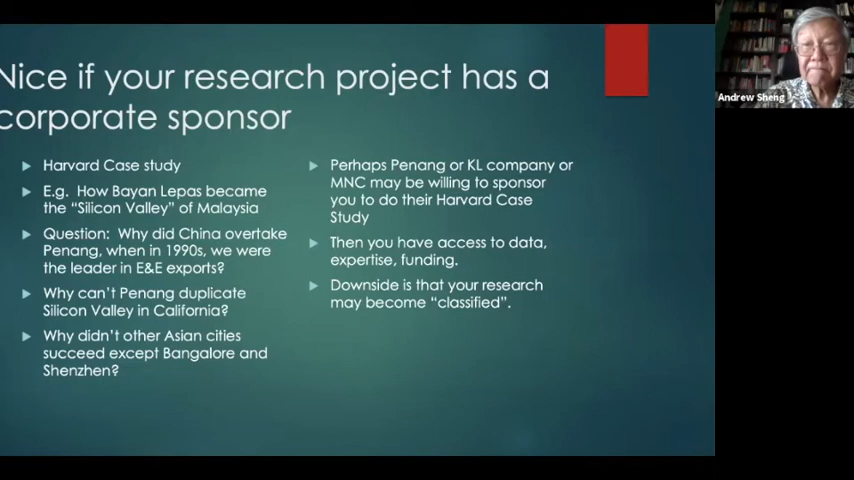 Nice if your research project has a
corporate sponsor
Harvard Case study
E.g. How Bayan Lepas became
the “Silicon Valley” of Malaysia
Question: Why did China overtake
Penang, when in 1990s, we were
the leader in E&E exports?
Why can’t Penang duplicate
Silicon Valley in California?
Why didn’t other Asian cities
succeed except Bangalore and
Shenzhen?
Perhaps Penang or KL company or
MNC may be willing to sponsor
you to do their Harvard Case
Study
Then you have access to data,
expertise, funding.
Downside is that your research
may become “classified”.
Andrew Sheng